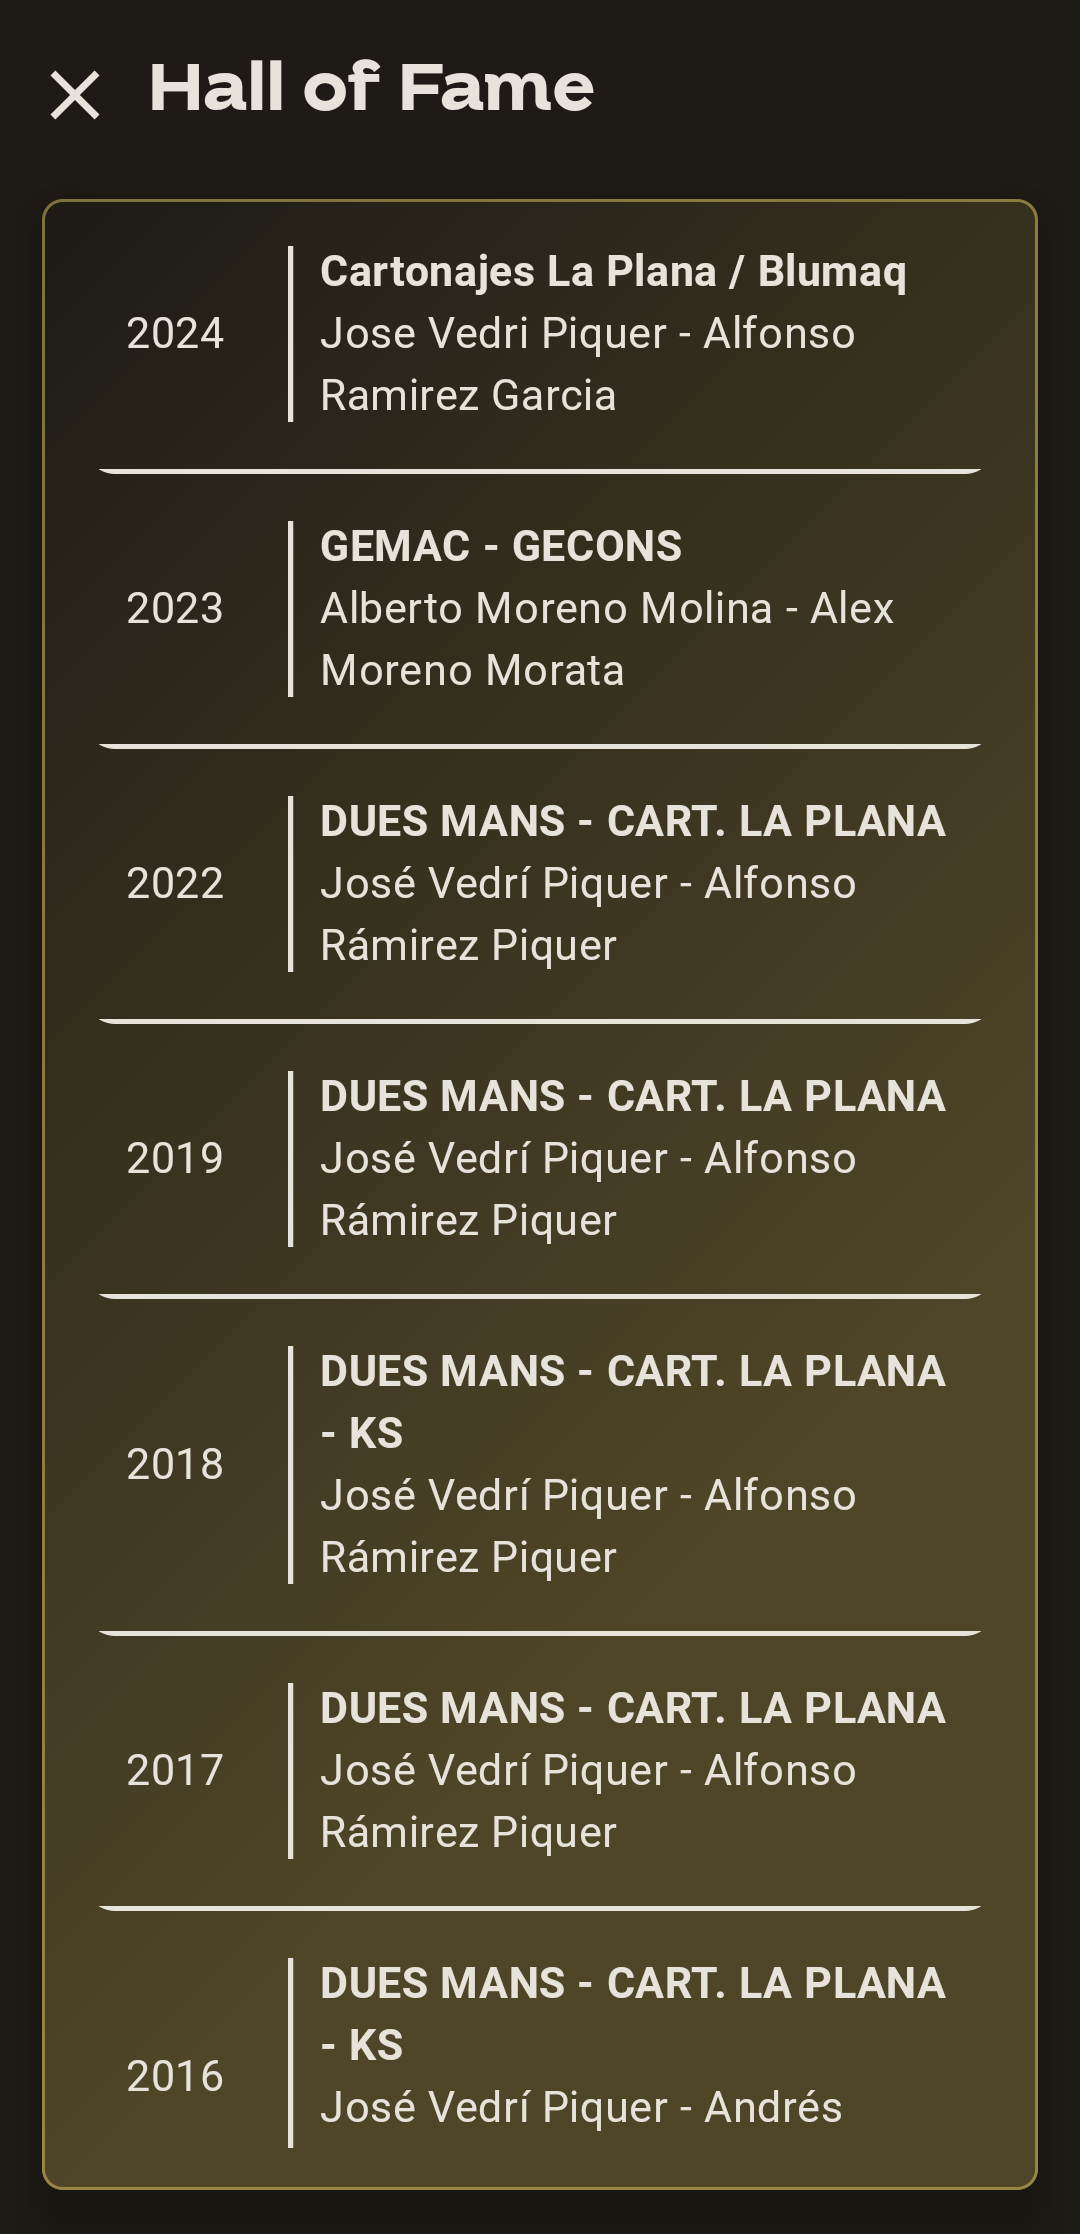 Hall of Fame
2024
Cartonajes La Plana / Blumaq
Jose Vedri Piquer - Alfonso
Ramirez Garcia
2023
GEMAC - GECONS
Alberto Moreno Molina - Alex
Moreno Morata
2022
DUES MANS - CART. LA PLANA
José Vedrí Piquer - Alfonso
Rámirez Piquer
2019
DUES MANS - CART. LA PLANA
José Vedrí Piquer - Alfonso
Rámirez Piquer
2018
DUES MANS - CART. LA PLANA
- KS
José Vedrí Piquer - Alfonso
Rámirez Piquer
2017
DUES MANS - CART. LA PLANA
José Vedrí Piquer - Alfonso
Rámirez Piquer
2016
DUES MANS - CART. LA PLANA
- KS
José Vedrí Piquer - Andrés